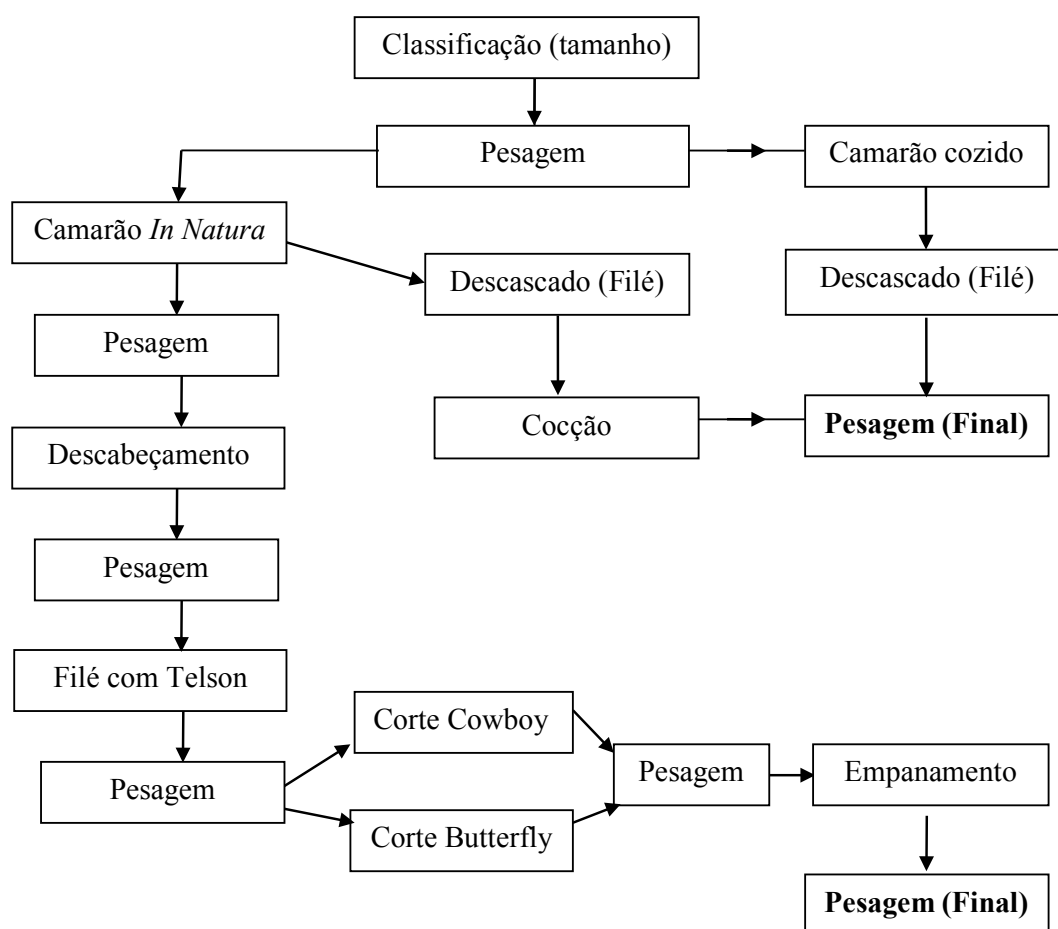 Classificação (tamanho)
Pesagem
Camarão cozido
Camarão In Natura
Descascado (Filé)
Descascado (Filé)
Pesagem
Cocção
Pesagem (Final)
Descabeçamento
Pesagem
Filé com Telson
Corte Cowboy
Pesagem
Pesagem
Empanamento
Corte Butterfly
Pesagem (Final)